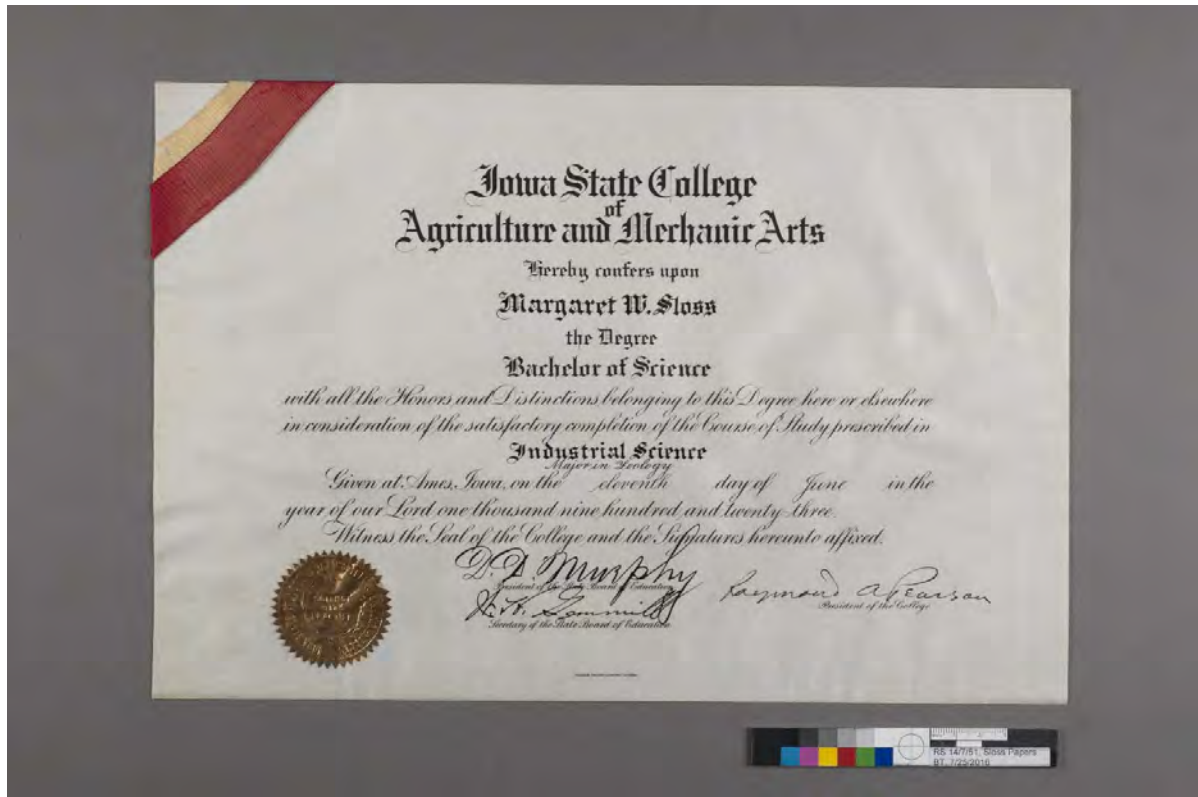 Iowa State College
of
Agriculture and Mechanic Arts
Hereby confers upon
Margaret W. Sloss
the Degree
Bachelor of Science
with all the Honors and Distinctions belonging to this Degree here or elsewhere
in consideration of the satisfactory completion of the Course of Study prescribed in
Industrial Science
Major in Zoology
Given at Ames, Iowa, on the eleventh day of June in the
year of our Lord one thousand nine hundred and twenty-three.
Witness the Seal of the College and the Signatures hereunto affixed.
D. D. Murphy
President of the State Board of Education
Secretary of the State Board of Education
Raymond A Pearson
President of the College
RS 14/7/51, Sloss Papers
BT, 7/25/2016